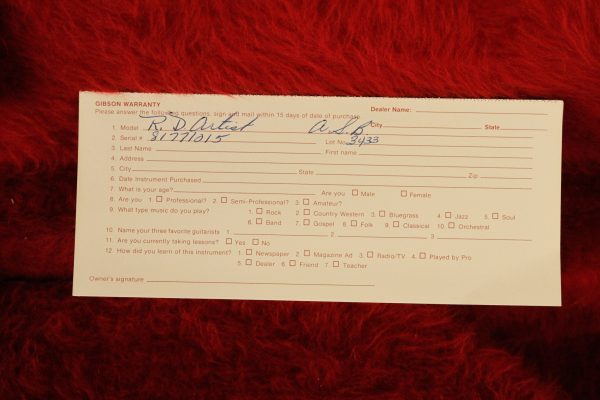 GIBSON WARRANTY Dealer Name:
Please answer the following questions, sign and mail within 15 days of date of purchase. City State
1. Model R. D Artist A.S.B.
2. Serial # 81771015 Lot No. 3433
3. Last Name First name
4. Address
5. City State Zip
6. Date Instrument Purchased
7. What is your age? Are you □ Male □ Female
8. Are you 1. □ Professional? 2. □ Semi-Professional? 3. □ Amateur?
9. What type music do you play? 1. □ Rock 2. □ Country Western 3. □ Bluegrass 4. □ Jazz 5. □ Soul
6. □ Band 7. □ Gospel 8. □ Folk 9. □ Classical 10. □ Orchestral
10. Name your three favorite guitarists 1. 2. 3.
11. Are you currently taking lessons? □ Yes □ No
12. How did you learn of this instrument? 1. □ Newspaper 2. □ Magazine Ad 3. □ Radio/TV 4. □ Played by Pro
5. □ Dealer 6. □ Friend 7. □ Teacher
Owner's signature